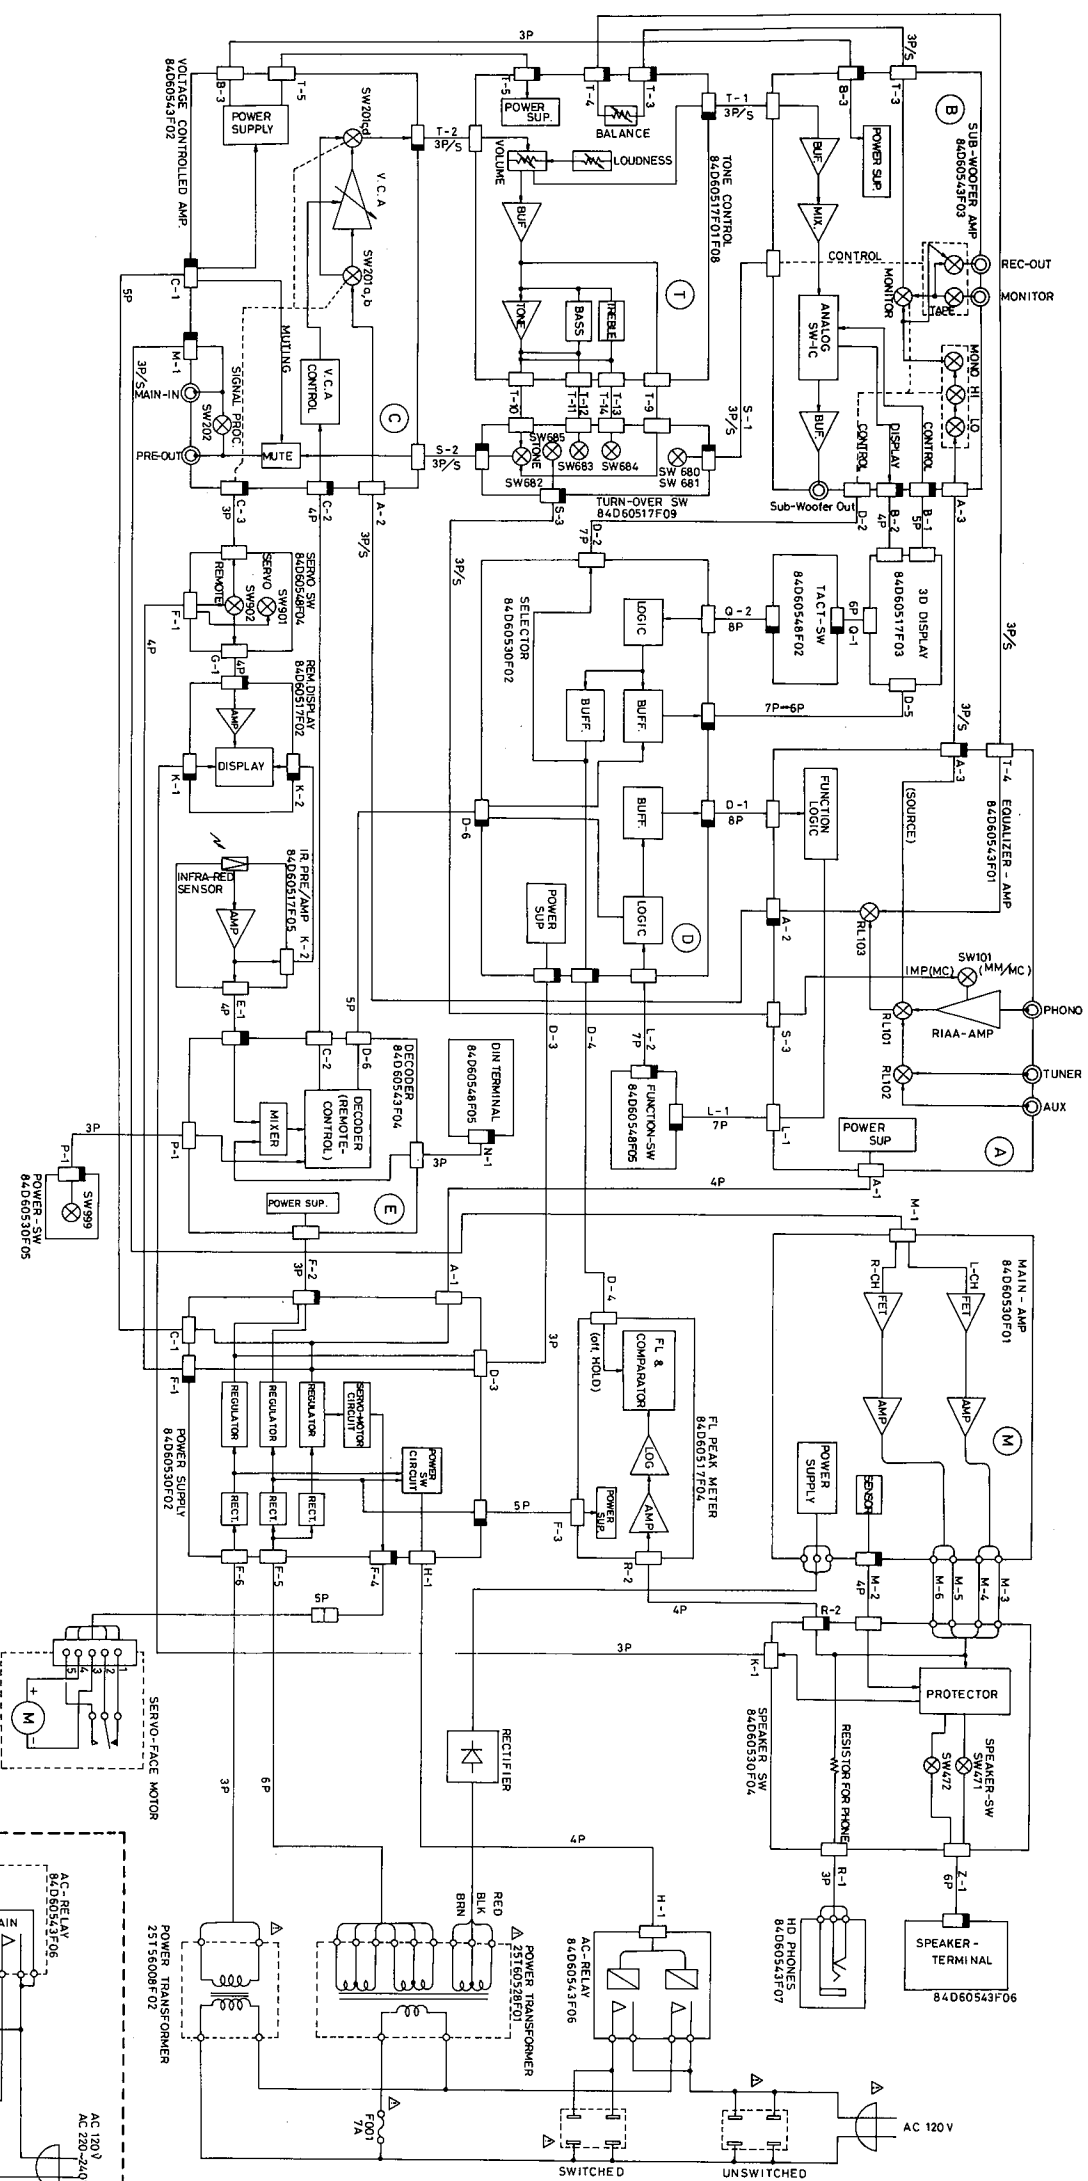 3P
3P/S
T-3
B-3
SUB-WOOFER AMP
84D60543F03
B
POWER SUP.
BUF.
MIX.
ANALOG
SW-IC
BUF.
CONTROL
MONITOR
TAPE
REC-OUT
MONITOR
MONO
HI
LO
CONTROL
DISPLAY
CONTROL
Sub-Woofer Out
D-2
B-2
4P
B-1
5P
A-3
T-1
3P/S
T-5
POWER
SUP.
T-4
T-3
BALANCE
TONE CONTROL
84D60517F01F08
VOLUME
LOUDNESS
BUF
TONE
BASS
TREBLE
T
T-10
T-11
T-12
T-14
T-13
T-9
T-2
3P/S
S-1
3P/S
TONE
SW682
SW685
SW683
SW684
SW 680
SW 681
TURN-OVER SW
84D60517F09
S-3
S-2
3P/S
VOLTAGE CONTROLLED AMP.
84D60543F02
B-3
T-5
POWER
SUPPLY
SW201c,d
V.C.A
SW201a,b
C-1
M-1
MUTING
V.C.A
CONTROL
C
SIGNAL PROC.
MAIN-IN
SW202
PRE-OUT
MUTE
5P
3P/S
C-3
3P
C-2
4P
A-2
3P/S
SERVO SW
84D60548F04
SERVO
SW901
REMOTE
SW902
F-1
G-1
4P
4P
REM.DISPLAY
84D60517F02
AMP
DISPLAY
K-1
K-2
IR.PRE/AMP
84D60517F05
INFRA-RED
SENSOR
AMP
K-2
E-1
4P
DECODER
84D60543F04
C-2
D-6
5P
DECODER
(REMOTE-
CONTROL)
MIXER
P-1
3P
POWER SUP.
E
F-2
3P
P-1
SW999
POWER-SW
84D60530F05
DIN TERMINAL
84D60548F05
N-1
3P
SELECTOR
84D60530F02
D-2
7P
LOGIC
BUFF.
BUFF.
BUFF.
LOGIC
POWER
SUP
D
D-6
Q-2
8P
TACT-SW
84D60548F02
6P
Q-1
3D DISPLAY
84D60517F03
D-5
7P⇔6P
D-1
8P
D-3
D-4
L-2
7P
FUNCTION-SW
84D60548F05
L-1
7P
3P/S
3P/S
3P/S
A-3
T-4
EQUALIZER-AMP
84D60543F01
(SOURCE)
FUNCTION
LOGIC
A-2
RL103
SW101
(MM/MC)
IMP(MC)
RIAA-AMP
RL101
RL102
PHONO
TUNER
AUX
S-3
L-1
POWER
SUP
A
A-1
4P
M-1
MAIN-AMP
84D60530F01
L-CH
R-CH
FET
FET
AMP
AMP
M
POWER
SUPPLY
SENSOR
M-2
4P
M-6
M-5
M-4
M-3
FL PEAK METER
84D60517F04
D-4
(off, HOLD)
FL &
COMPARATOR
LOG
AMP
POWER
SUP
F-3
5P
R-2
4P
3P
A-1
C-1
F-1
D-3
REGULATOR
REGULATOR
REGULATOR
SERVO-MOTOR
CIRCUIT
POWER
SW
CIRCUIT
RECT.
RECT.
RECT.
POWER SUPPLY
84D60530F02
F-6
F-5
F-4
H-1
5P
R-2
K-1
3P
PROTECTOR
RESISTOR FOR PHONE
SPEAKER-SW
SW471
SW472
SPEAKER SW
84D60530F04
R-1
3P
Z-1
6P
HD PHONES
84D60543F07
SPEAKER-
TERMINAL
84D60543F06
RECTIFIER
SERVO-FACE MOTOR
1
2
3
4
5
+
M
-
3P
6P
4P
H-1
RED
BLK
BRN
AC-RELAY
84D60543F06
POWER TRANSFORMER
25T60528F01
POWER TRANSFORMER
25T56008F02
F001
7A
SWITCHED
UNSWITCHED
AC 120V
AC-RELAY
84D60543F06
AIN
AC 120V
AC 220~240